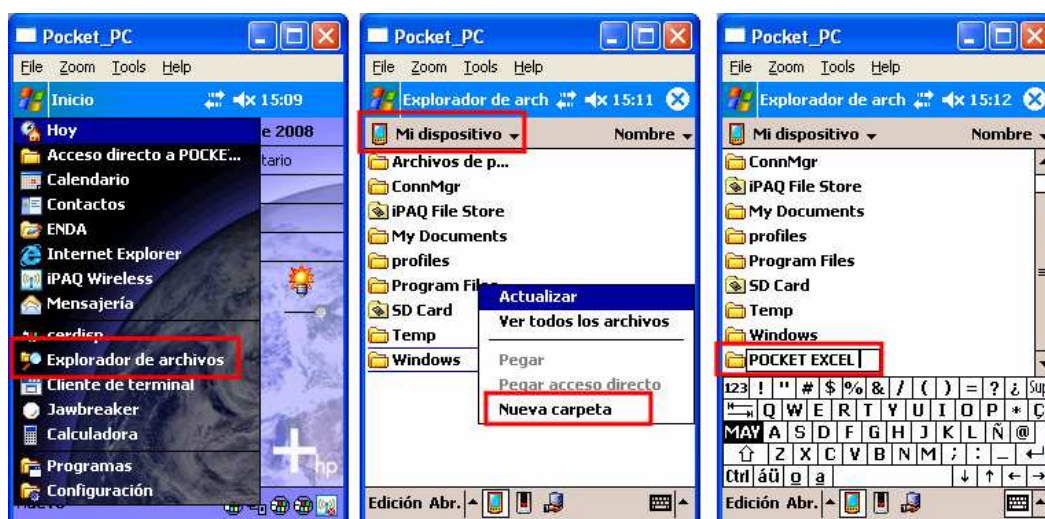 Pocket_PC
File Zoom Tools Help
Inicio 15:09
Hoy
e 2008
Acceso directo a POCKE...
tario
Calendario
Contactos
ENDA
Internet Explorer
iPAQ Wireless
Mensajería
cerdisp
Explorador de archivos
Cliente de terminal
Jawbreaker
Calculadora
Programas
Configuración
hp
Pocket_PC
File Zoom Tools Help
Explorador de arch 15:11
Mi dispositivo Nombre
Archivos de p...
ConnMgr
iPAQ File Store
My Documents
profiles
Program Files
SD Card
Temp
Windows
Actualizar
Ver todos los archivos
Pegar
Pegar acceso directo
Nueva carpeta
Edición Abr.
Pocket_PC
File Zoom Tools Help
Explorador de arch 15:12
Mi dispositivo Nombre
ConnMgr
iPAQ File Store
My Documents
profiles
Program Files
SD Card
Temp
Windows
POCKET EXCEL
123 ! " # $ % & / ( ) = ? ¿ Sup
Q W E R T Y U I O P * Ç
MAY A S D F G H J K L Ñ @
Z X C V B N M ; : _
Ctrl áü º ª
Edición Abr.